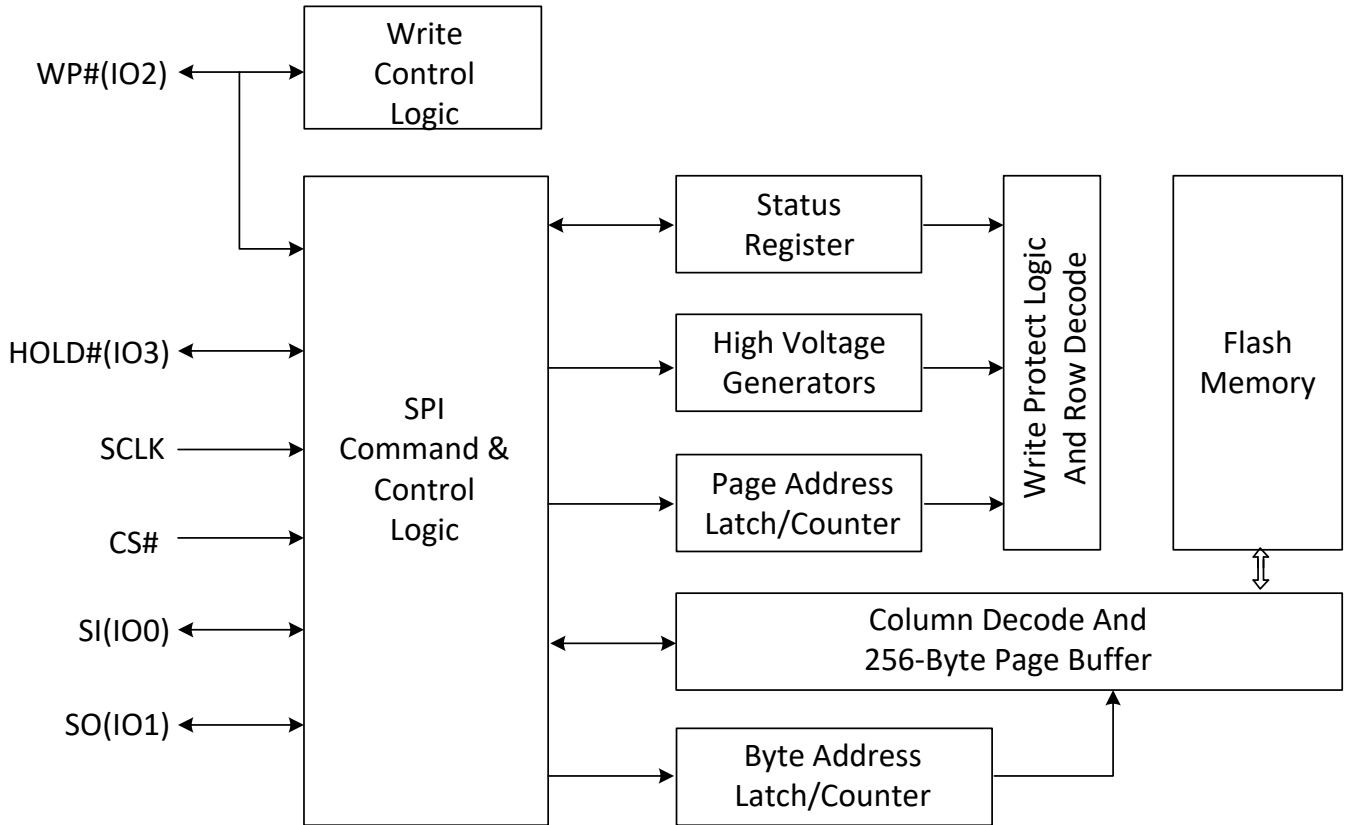 WP#(IO2)
Write
Control
Logic
HOLD#(IO3)
SCLK
CS#
SI(IO0)
SO(IO1)
SPI
Command &
Control
Logic
Status
Register
High Voltage
Generators
Page Address
Latch/Counter
Write Protect Logic
And Row Decode
Flash
Memory
Column Decode And
256-Byte Page Buffer
Byte Address
Latch/Counter